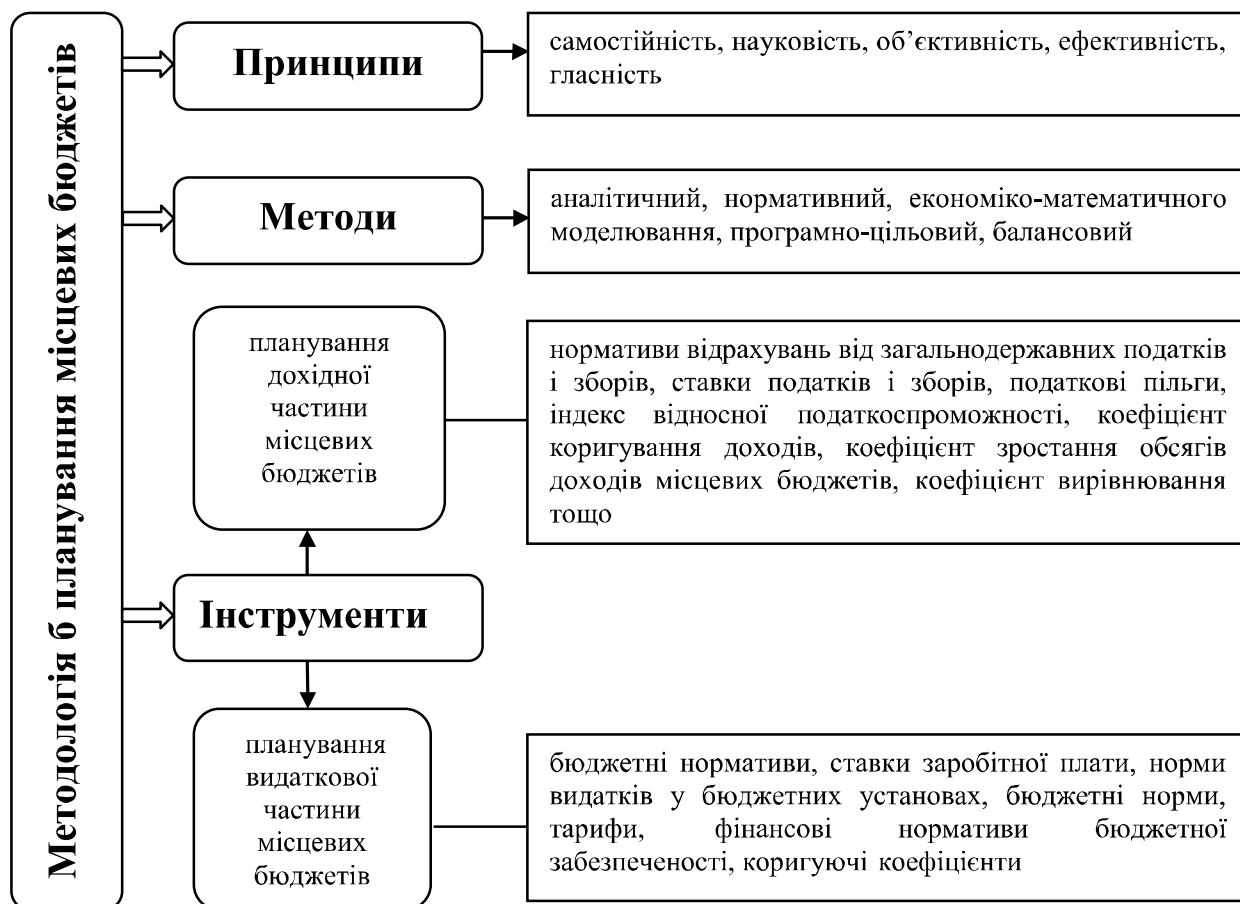 Методологія б планування місцевих бюджетів
Принципи
самостійність, науковість, об’єктивність, ефективність,
гласність
Методи
аналітичний, нормативний, економіко-математичного
моделювання, програмно-цільовий, балансовий
планування
дохідної
частини
місцевих
бюджетів
нормативи відрахувань від загальнодержавних податків
і зборів, ставки податків і зборів, податкові пільги,
індекс відносної податкоспроможності, коефіцієнт
коригування доходів, коефіцієнт зростання обсягів
доходів місцевих бюджетів, коефіцієнт вирівнювання
тощо
Інструменти
планування
видаткової
частини
місцевих
бюджетів
бюджетні нормативи, ставки заробітної плати, норми
видатків у бюджетних установах, бюджетні норми,
тарифи, фінансові нормативи бюджетної
забезпеченості, коригуючі коефіцієнти